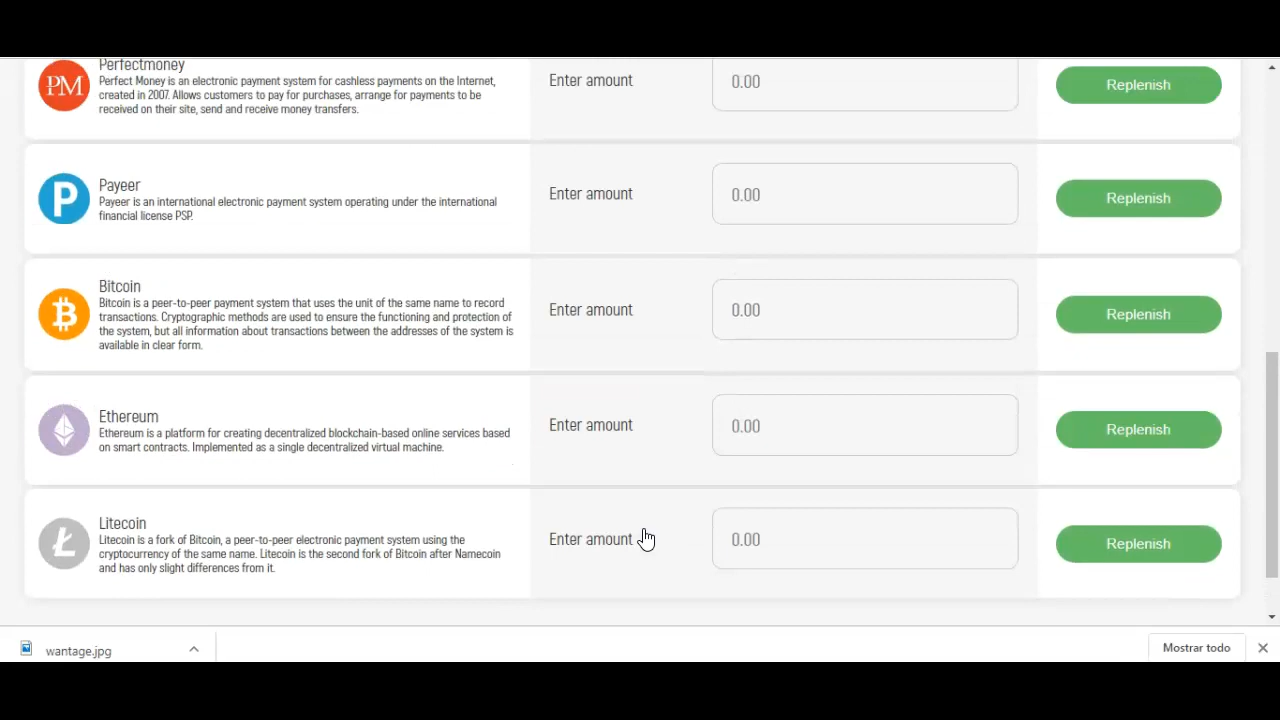 Perfectmoney
Perfect Money is an electronic payment system for cashless payments on the Internet,
created in 2007. Allows customers to pay for purchases, arrange for payments to be
received on their site, send and receive money transfers.
PM
Enter amount
0.00
Replenish
Payeer
Payeer is an international electronic payment system operating under the international
financial license PSP.
P
Enter amount
0.00
Replenish
Bitcoin
Bitcoin is a peer-to-peer payment system that uses the unit of the same name to record
transactions. Cryptographic methods are used to ensure the functioning and protection of
the system, but all information about transactions between the addresses of the system is
available in clear form.
Enter amount
0.00
Replenish
Ethereum
Ethereum is a platform for creating decentralized blockchain-based online services based
on smart contracts. Implemented as a single decentralized virtual machine.
Enter amount
0.00
Replenish
Litecoin
Litecoin is a fork of Bitcoin, a peer-to-peer electronic payment system using the
cryptocurrency of the same name. Litecoin is the second fork of Bitcoin after Namecoin
and has only slight differences from it.
Enter amount
0.00
Replenish
wantage.jpg
Mostrar todo